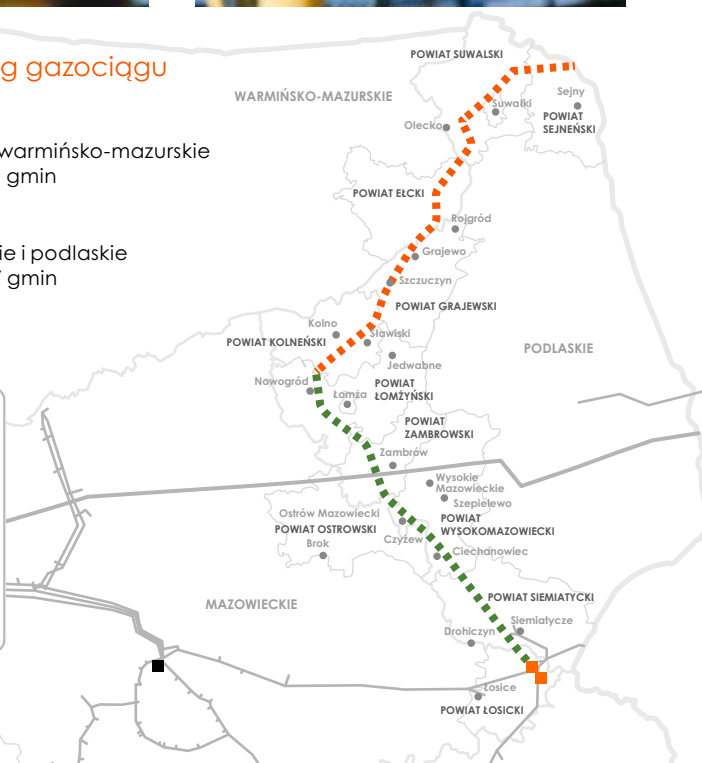 g gazociągu
warmińsko-mazurskie
gmin
ie i podlaskie
gmin
POWIAT SUWALSKI
WARMIŃSKO-MAZURSKIE
Sejny
Suwałki
POWIAT
SEJNEŃSKI
Olecko
POWIAT EŁCKI
Rojgród
Grajewo
Szczuczyn
POWIAT GRAJEWSKI
Kolno
Stawiski
POWIAT KOLNEŃSKI
PODLASKIE
Jedwabne
Nowogród
POWIAT
ŁOMŻYŃSKI
Łomża
POWIAT
ZAMBROWSKI
Zambrów
Wysokie
Mazowieckie
Szepielewo
Ostrów Mazowiecki
POWIAT
WYSOKOMAZOWIECKI
POWIAT OSTROWSKI
Czyżew
Brok
Ciechanowiec
MAZOWIECKIE
POWIAT SIEMIATYCKI
Siemiatycze
Drohiczyn
Łosice
POWIAT ŁOSICKI